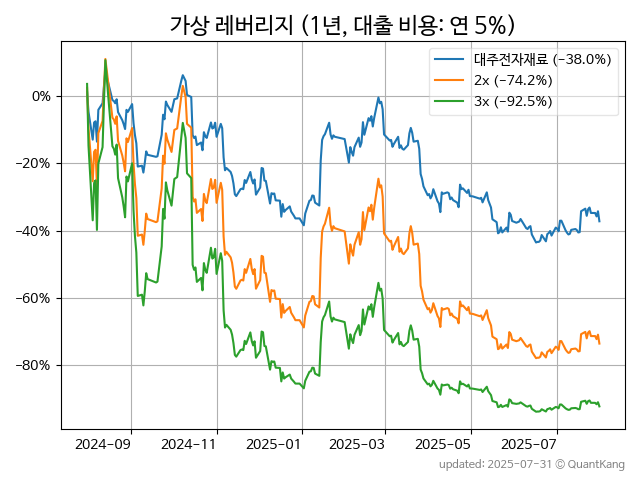 가상 레버리지 (1년, 대출 비용: 연 5%)
대주전자재료 (−38.0%)
2x (−74.2%)
3x (−92.5%)
0%
−20%
−40%
−60%
−80%
2024-09 2024-11 2025-01 2025-03 2025-05 2025-07
updated: 2025-07-31 © QuantKang